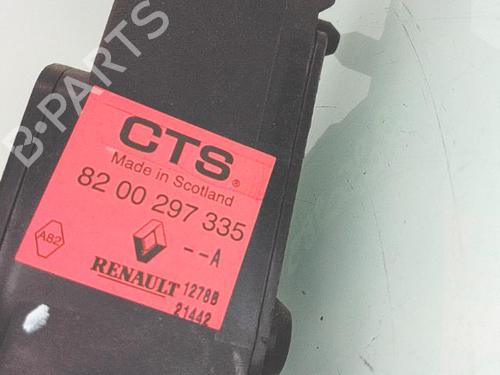 B-PARTS
CTS®
Made in Scotland
82 00 297 335
A82
--A
RENAULT 12788
21442